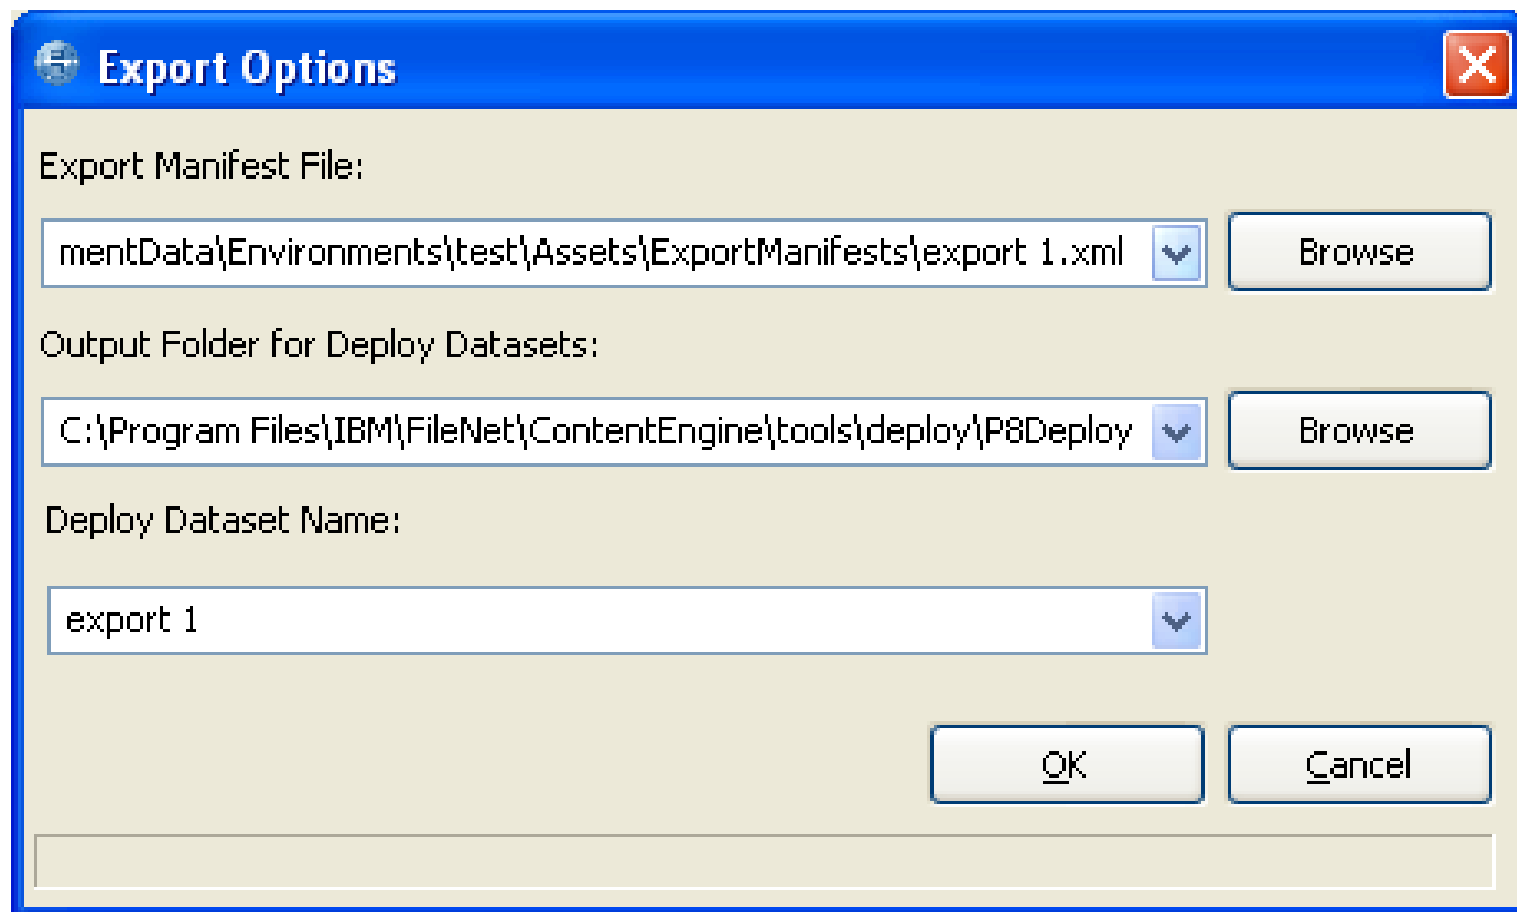 Export Options
Export Manifest File:
mentData\Environments\test\Assets\ExportManifests\export 1.xml
Browse
Output Folder for Deploy Datasets:
C:\Program Files\IBM\FileNet\ContentEngine\tools\deploy\P8Deploy
Browse
Deploy Dataset Name:
export 1
OK
Cancel